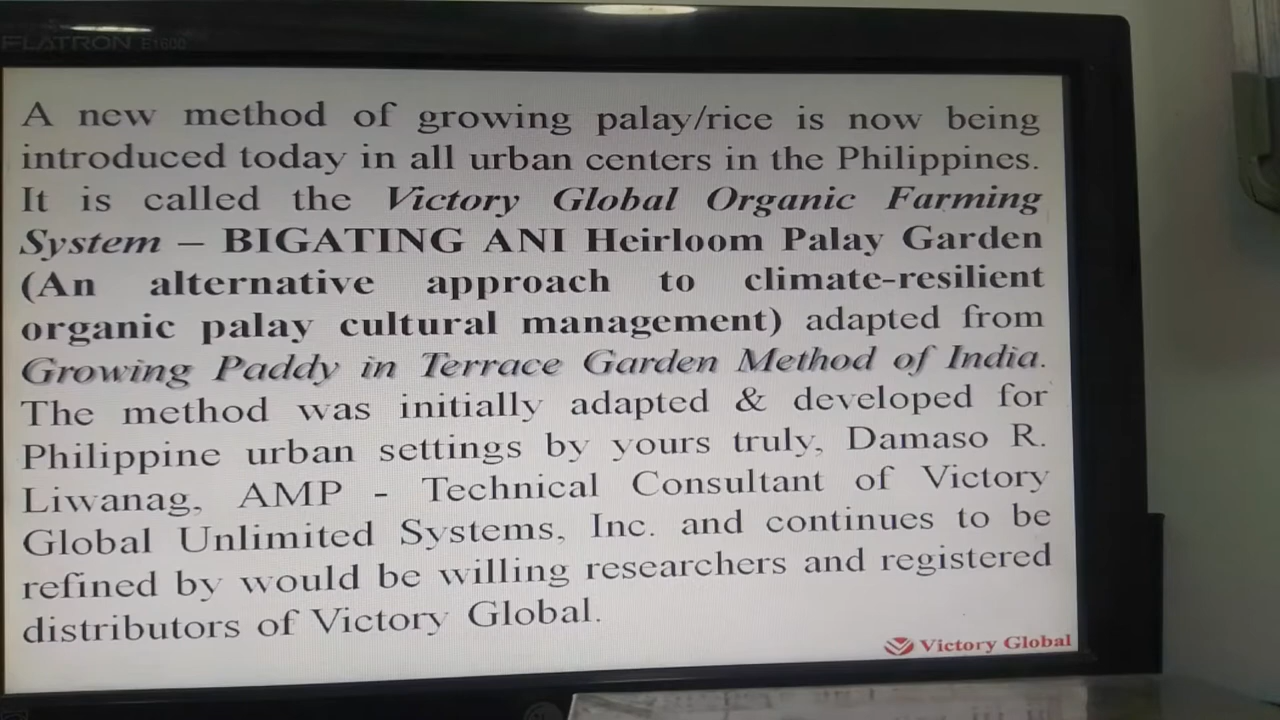 FLATRON E1600
A new method of growing palay/rice is now being
introduced today in all urban centers in the Philippines.
It is called the Victory Global Organic Farming
System – BIGATING ANI Heirloom Palay Garden
(An alternative approach to climate-resilient
organic palay cultural management) adapted from
Growing Paddy in Terrace Garden Method of India.
The method was initially adapted & developed for
Philippine urban settings by yours truly, Damaso R.
Liwanag, AMP - Technical Consultant of Victory
Global Unlimited Systems, Inc. and continues to be
refined by would be willing researchers and registered
distributors of Victory Global.
Victory Global